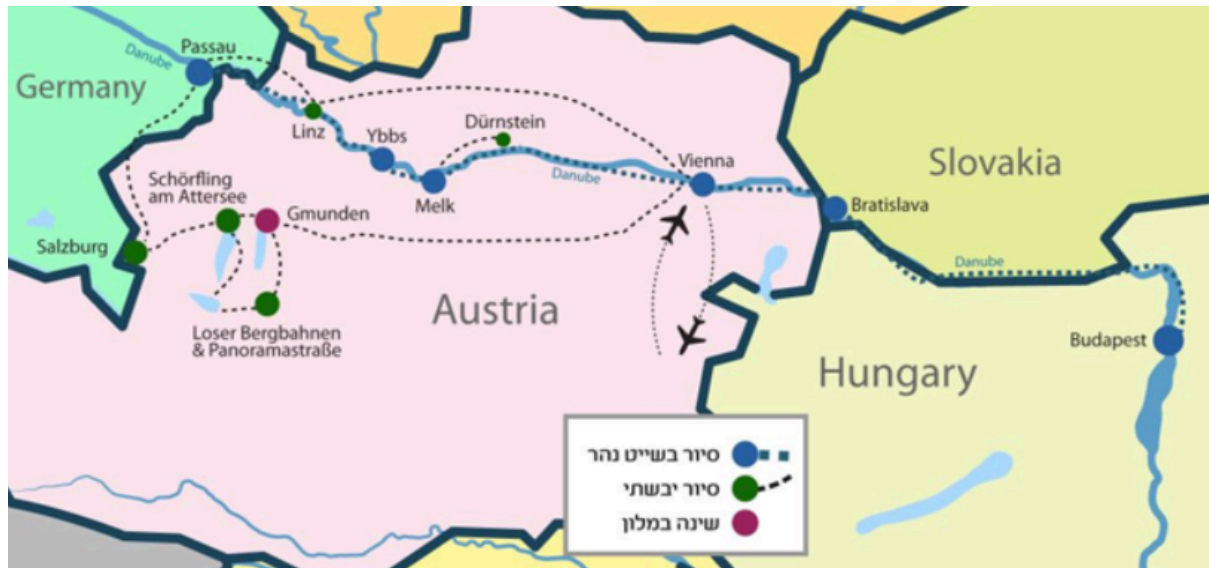 Passau
Danube
Germany
Linz
Ybbs
Dürnstein
Melk
Danube
Vienna
Slovakia
Bratislava
Schörfling
am Attersee
Gmunden
Salzburg
Loser Bergbahnen
& Panoramastraße
Austria
Danube
Budapest
Hungary
סיור בשייט נהר
סיור יבשתי
שינה במלון